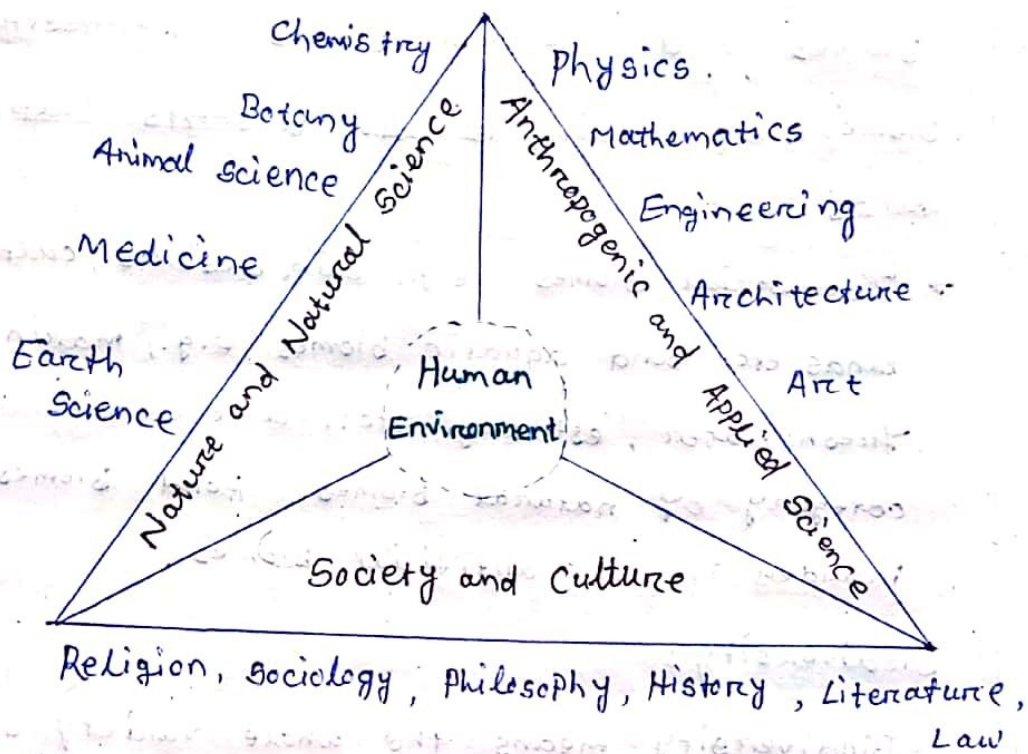 Chemistry
Botany
Animal Science
Medicine
Earth
Science
Nature and Natural Science
Physics.
Mathematics
Engineering
Architecture
Art
Anthropogenic and Applied Science
Human
Environment
Society and Culture
Religion, Sociology, Philosophy, History, Literature,
Law